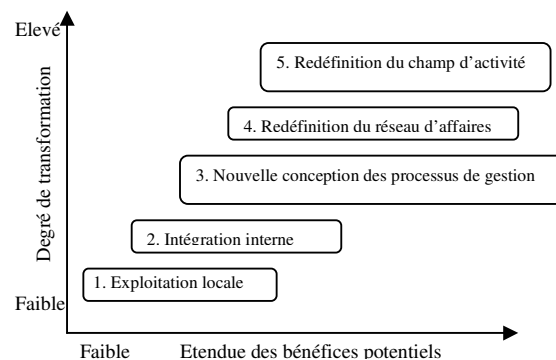 Elevé
5. Redéfinition du champ d'activité
4. Redéfinition du réseau d'affaires
Degré de transformation
3. Nouvelle conception des processus de gestion
2. Intégration interne
1. Exploitation locale
Faible
Faible Etendue des bénéfices potentiels